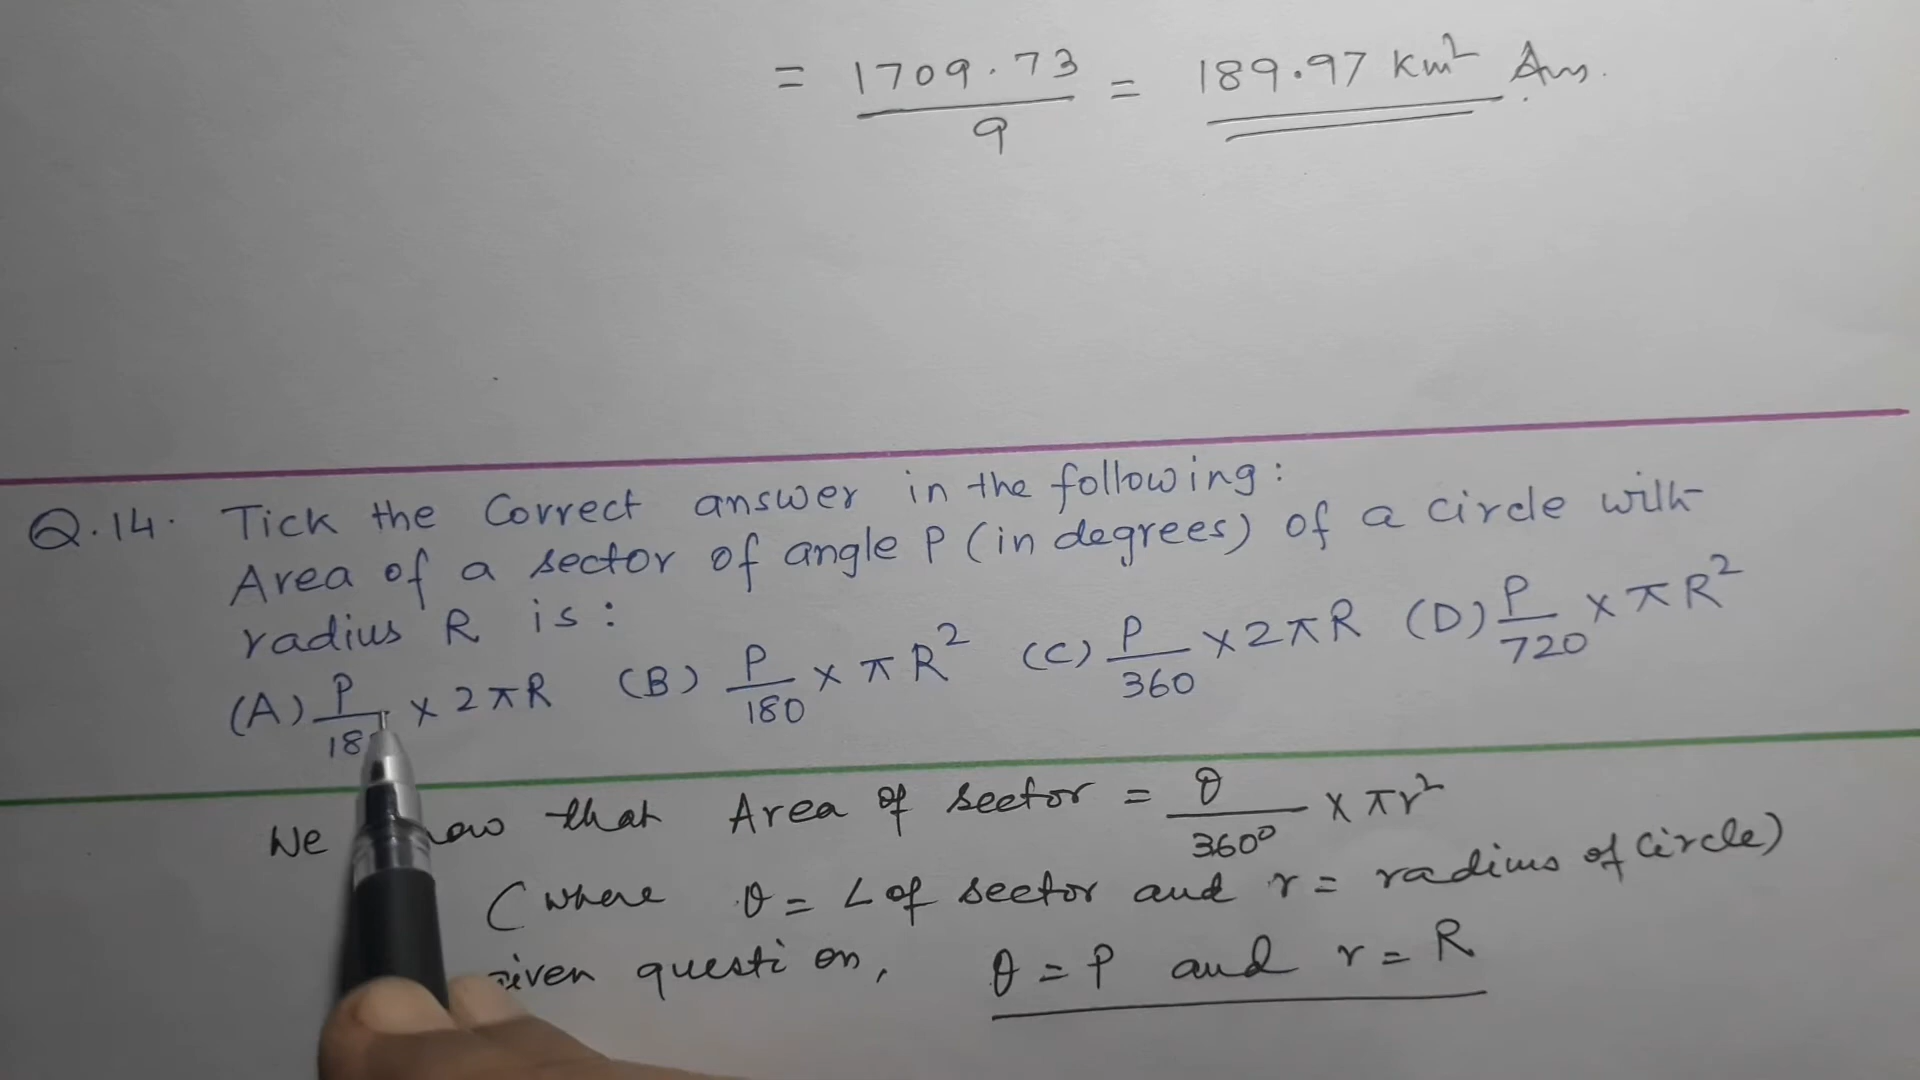 = 1709.73 / 9 = 189.97 km² Ans.
Q.14. Tick the Correct answer in the following:
Area of a sector of angle P (in degrees) of a circle with
radius R is:
(A) P/18 × 2πR (B) P/180 × πR² (C) P/360 × 2πR (D) P/720 × πR²
We that Area of sector = θ/360° × πr²
(where θ = ∠ of sector and r = radius of circle)
question, θ = P and r = R